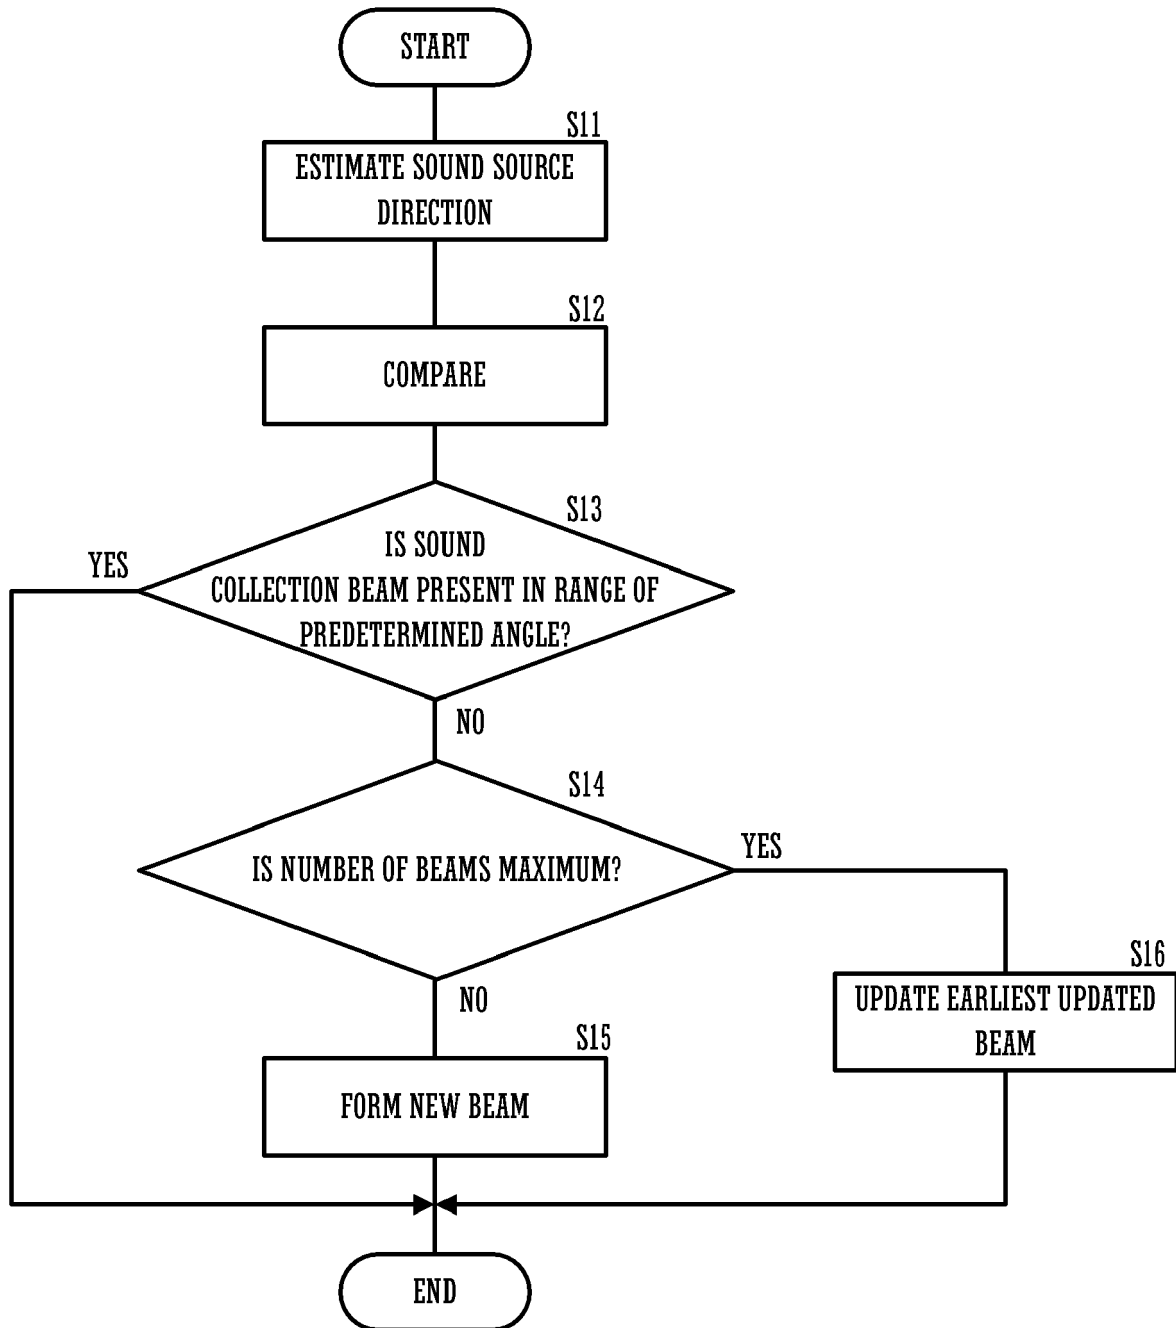 START
S11
ESTIMATE SOUND SOURCE
DIRECTION
S12
COMPARE
S13
IS SOUND
COLLECTION BEAM PRESENT IN RANGE OF
PREDETERMINED ANGLE?
YES
NO
S14
IS NUMBER OF BEAMS MAXIMUM?
YES
NO
S16
UPDATE EARLIEST UPDATED
BEAM
S15
FORM NEW BEAM
END